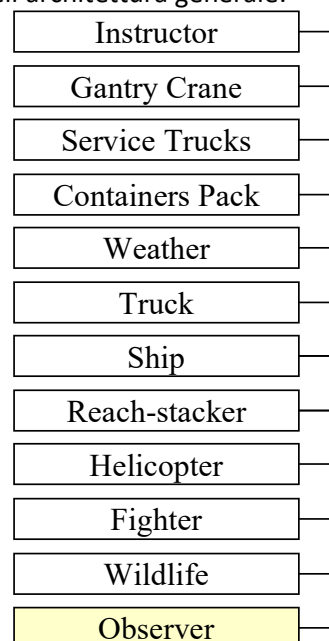 architettura generale.
Instructor
Gantry Crane
Service Trucks
Containers Pack
Weather
Truck
Ship
Reach-stacker
Helicopter
Fighter
Wildlife
Observer